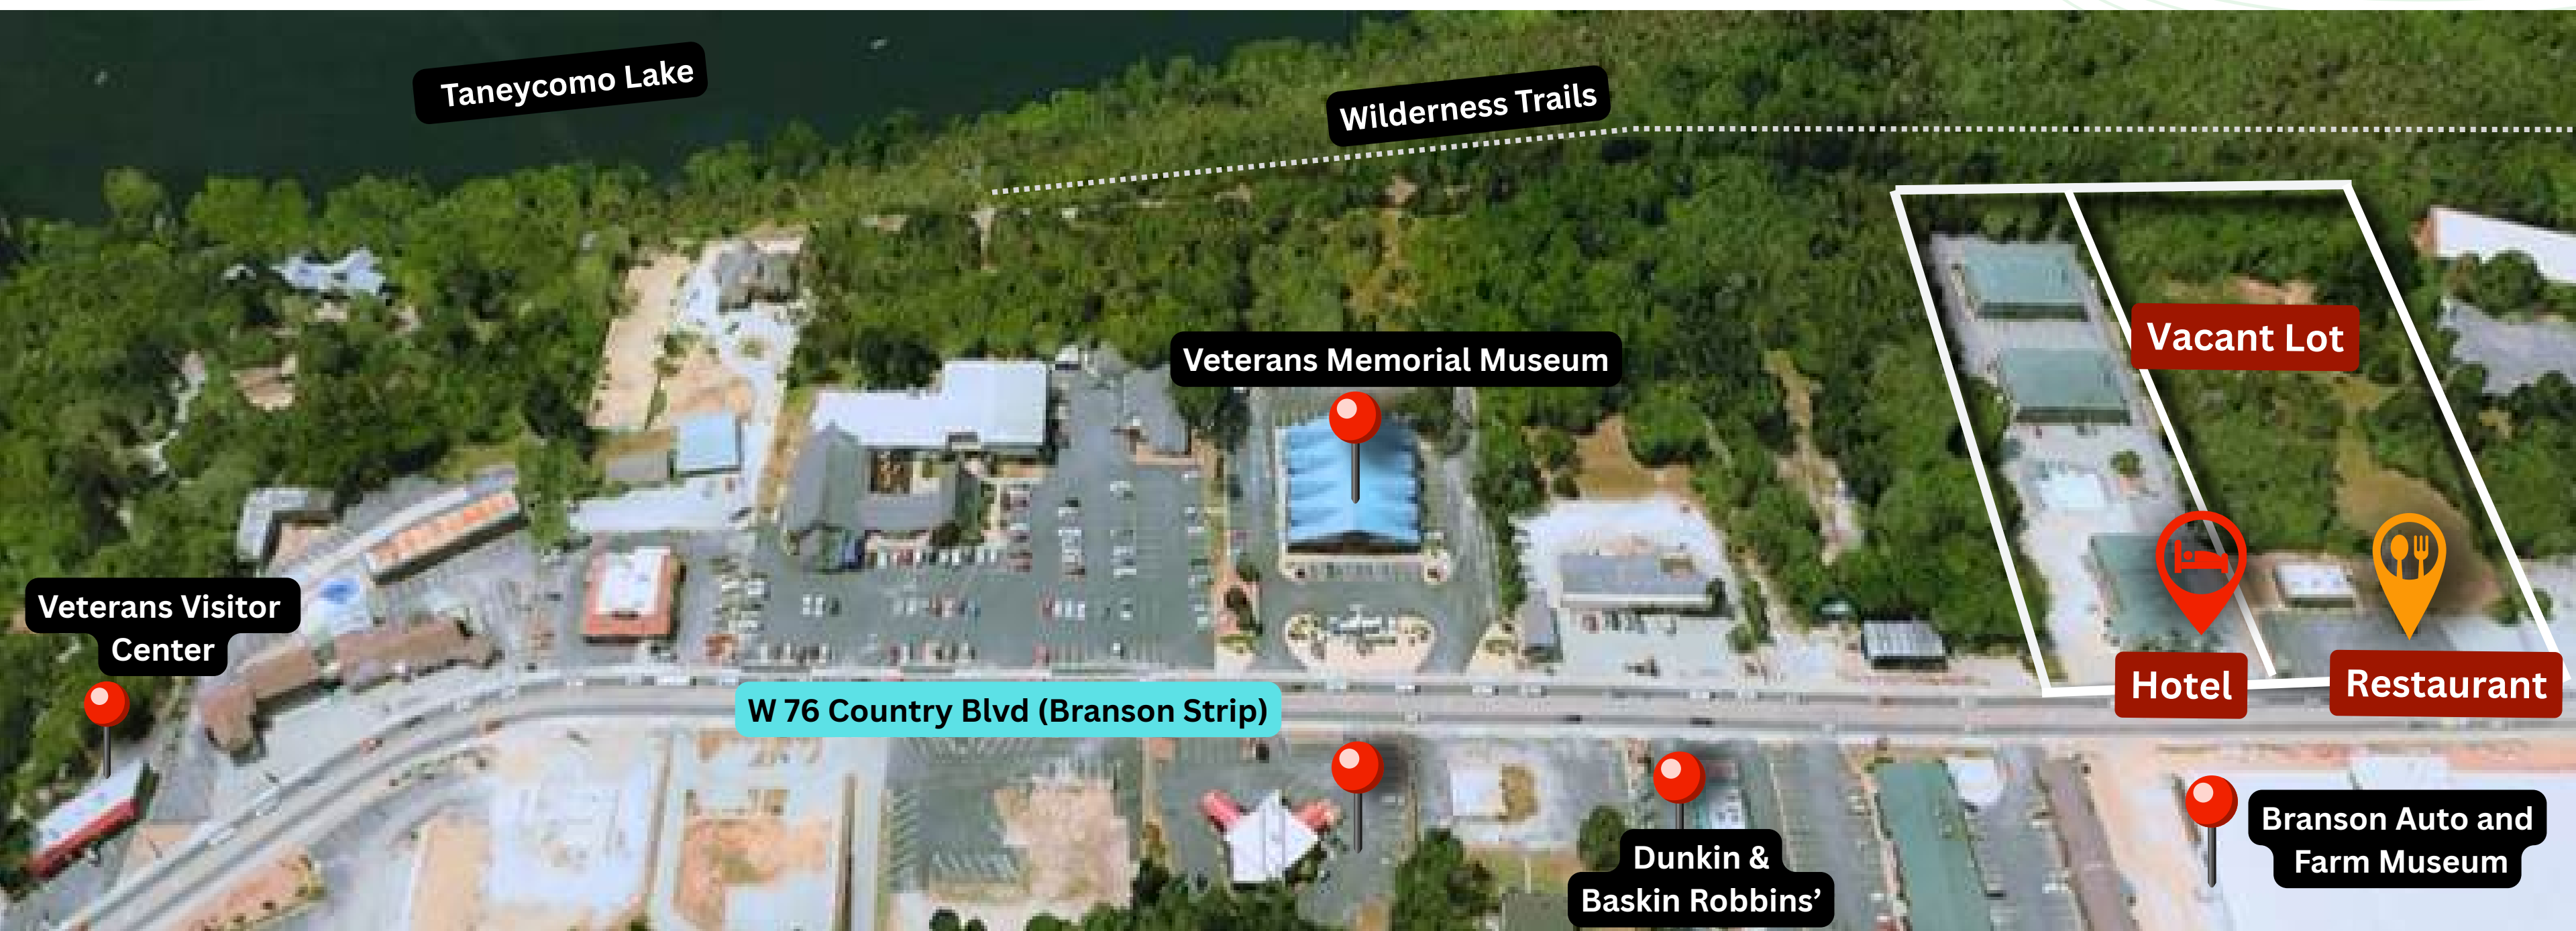 Taneycomo Lake
Wilderness Trails
Vacant Lot
Veterans Memorial Museum
Veterans Visitor
Center
Hotel
Restaurant
W 76 Country Blvd (Branson Strip)
Dunkin &
Baskin Robbins’
Branson Auto and
Farm Museum